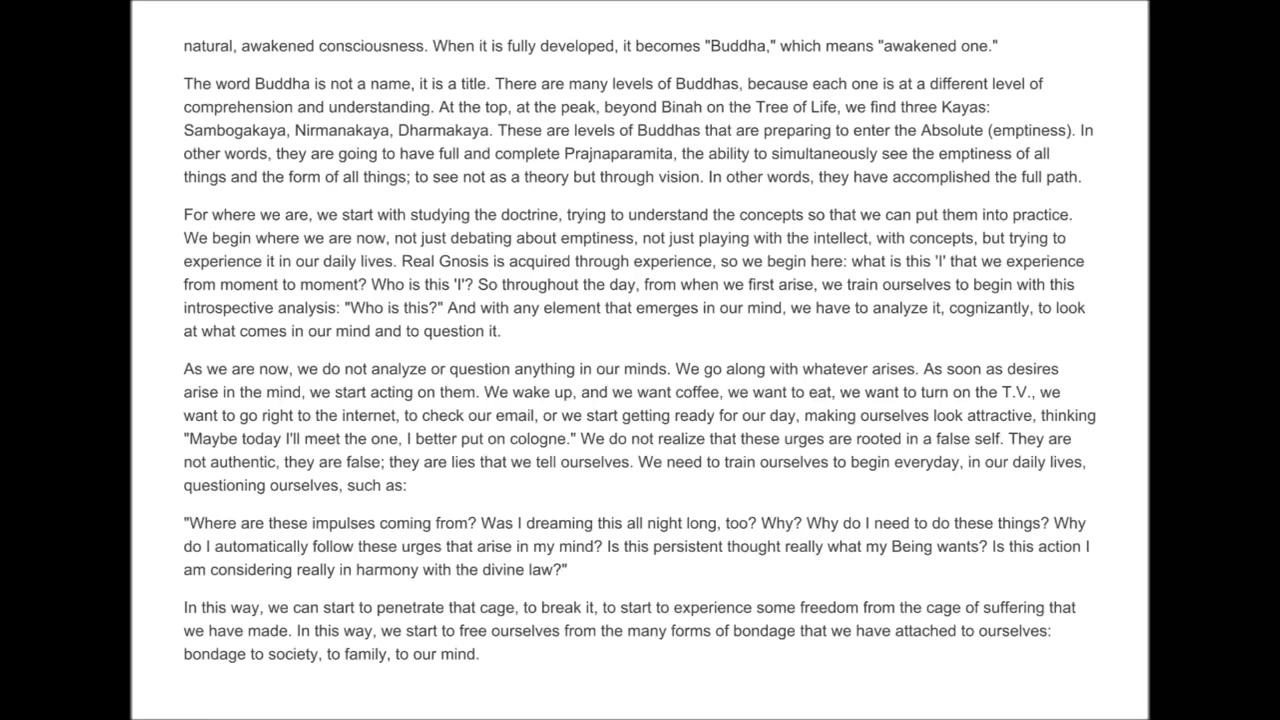 natural, awakened consciousness. When it is fully developed, it becomes "Buddha," which means "awakened one."
The word Buddha is not a name, it is a title. There are many levels of Buddhas, because each one is at a different level of
comprehension and understanding. At the top, at the peak, beyond Binah on the Tree of Life, we find three Kayas:
Sambogakaya, Nirmanakaya, Dharmakaya. These are levels of Buddhas that are preparing to enter the Absolute (emptiness). In
other words, they are going to have full and complete Prajnaparamita, the ability to simultaneously see the emptiness of all
things and the form of all things; to see not as a theory but through vision. In other words, they have accomplished the full path.
For where we are, we start with studying the doctrine, trying to understand the concepts so that we can put them into practice.
We begin where we are now, not just debating about emptiness, not just playing with the intellect, with concepts, but trying to
experience it in our daily lives. Real Gnosis is acquired through experience, so we begin here: what is this 'I' that we experience
from moment to moment? Who is this 'I'? So throughout the day, from when we first arise, we train ourselves to begin with this
introspective analysis: "Who is this?" And with any element that emerges in our mind, we have to analyze it, cognizantly, to look
at what comes in our mind and to question it.
As we are now, we do not analyze or question anything in our minds. We go along with whatever arises. As soon as desires
arise in the mind, we start acting on them. We wake up, and we want coffee, we want to eat, we want to turn on the T.V., we
want to go right to the internet, to check our email, or we start getting ready for our day, making ourselves look attractive, thinking
"Maybe today I'll meet the one, I better put on cologne." We do not realize that these urges are rooted in a false self. They are
not authentic, they are false; they are lies that we tell ourselves. We need to train ourselves to begin everyday, in our daily lives,
questioning ourselves, such as:
"Where are these impulses coming from? Was I dreaming this all night long, too? Why? Why do I need to do these things? Why
do I automatically follow these urges that arise in my mind? Is this persistent thought really what my Being wants? Is this action I
am considering really in harmony with the divine law?"
In this way, we can start to penetrate that cage, to break it, to start to experience some freedom from the cage of suffering that
we have made. In this way, we start to free ourselves from the many forms of bondage that we have attached to ourselves:
bondage to society, to family, to our mind.